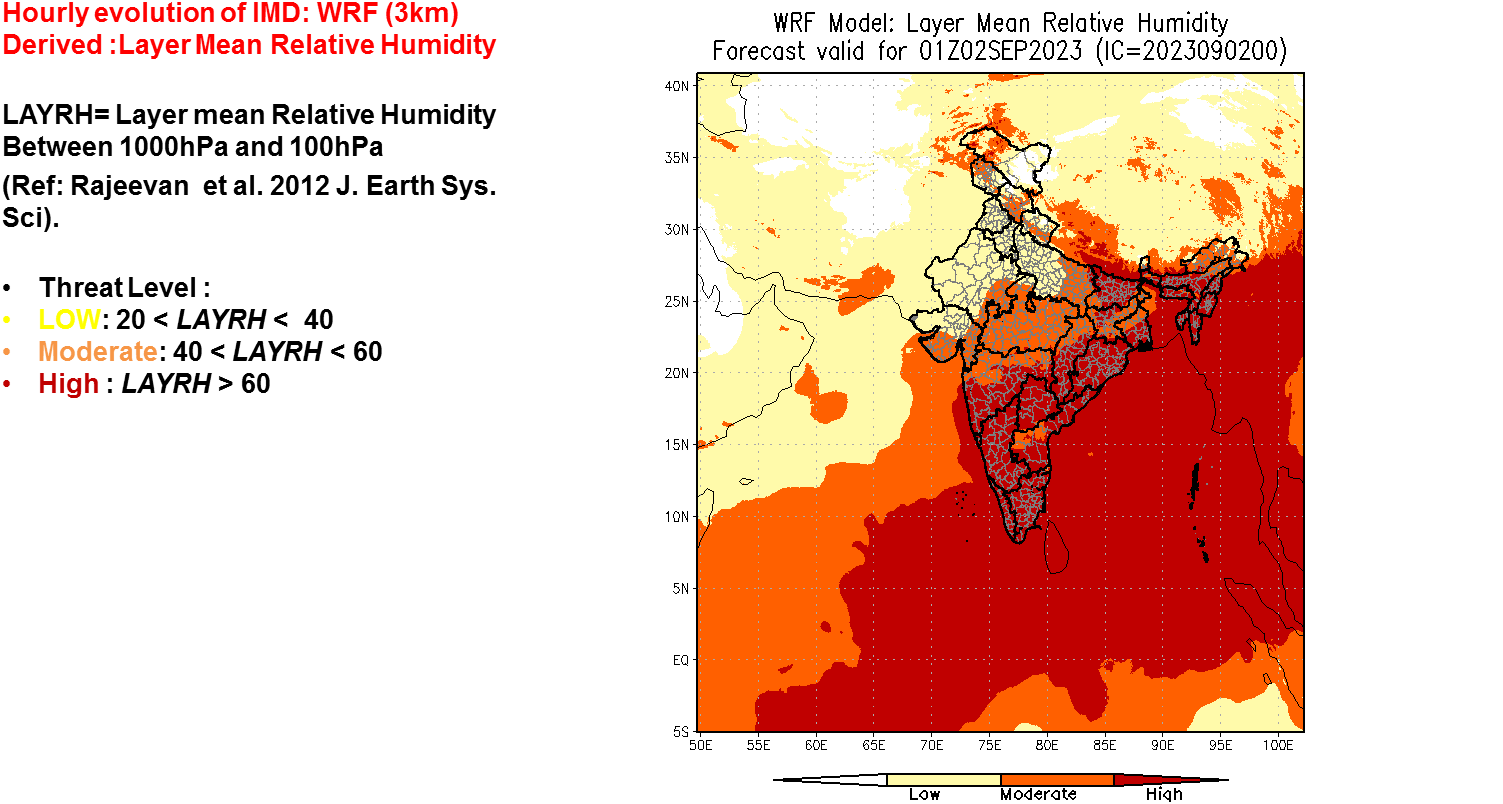 Hourly evolution of IMD: WRF (3km)
Derived :Layer Mean Relative Humidity
LAYRH= Layer mean Relative Humidity
Between 1000hPa and 100hPa
(Ref: Rajeevan et al. 2012 J. Earth Sys.
Sci).
• Threat Level :
• LOW: 20 < LAYRH < 40
• Moderate: 40 < LAYRH < 60
• High : LAYRH > 60
WRF Model: Layer Mean Relative Humidity
Forecast valid for 01Z02SEP2023 (IC=2023090200)
40N
35N
30N
25N
20N
15N
10N
5N
EQ
5S
50E 55E 60E 65E 70E 75E 80E 85E 90E 95E 100E
Low Moderate High